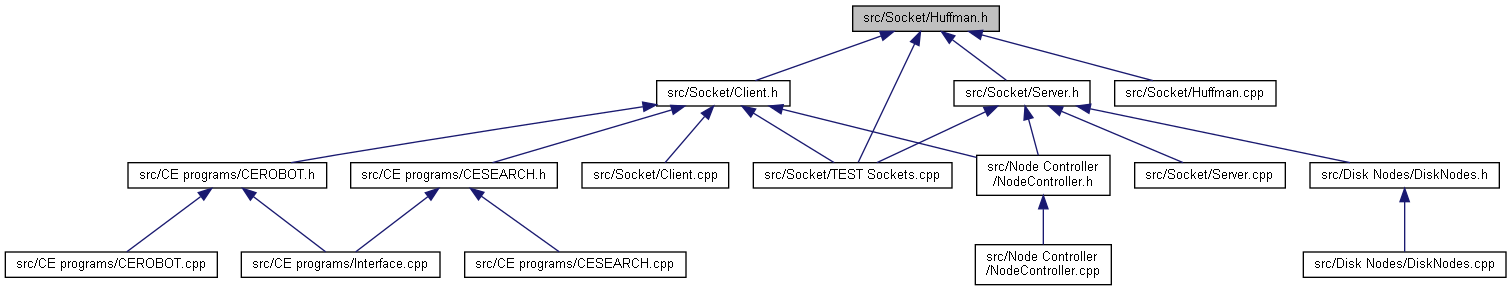 src/Socket/Huffman.h
src/Socket/Client.h
src/Socket/Server.h
src/Socket/Huffman.cpp
src/CE programs/CEROBOT.h
src/CE programs/CESEARCH.h
src/Socket/Client.cpp
src/Socket/TEST Sockets.cpp
src/Node Controller
/NodeController.h
src/Socket/Server.cpp
src/Disk Nodes/DiskNodes.h
src/CE programs/CEROBOT.cpp
src/CE programs/Interface.cpp
src/CE programs/CESEARCH.cpp
src/Node Controller
/NodeController.cpp
src/Disk Nodes/DiskNodes.cpp